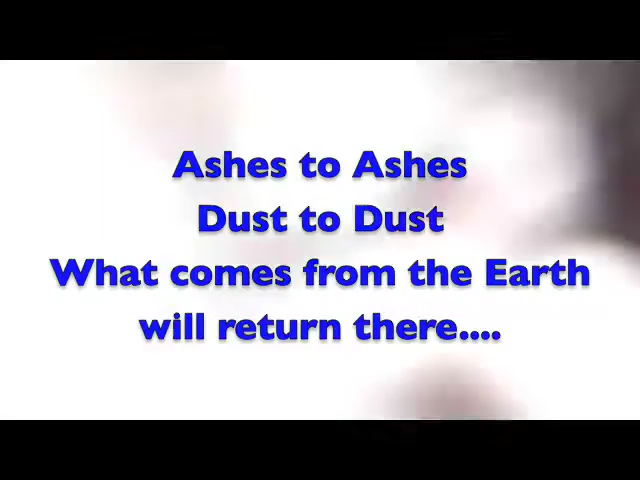 Ashes to Ashes
Dust to Dust
What comes from the Earth
will return there....